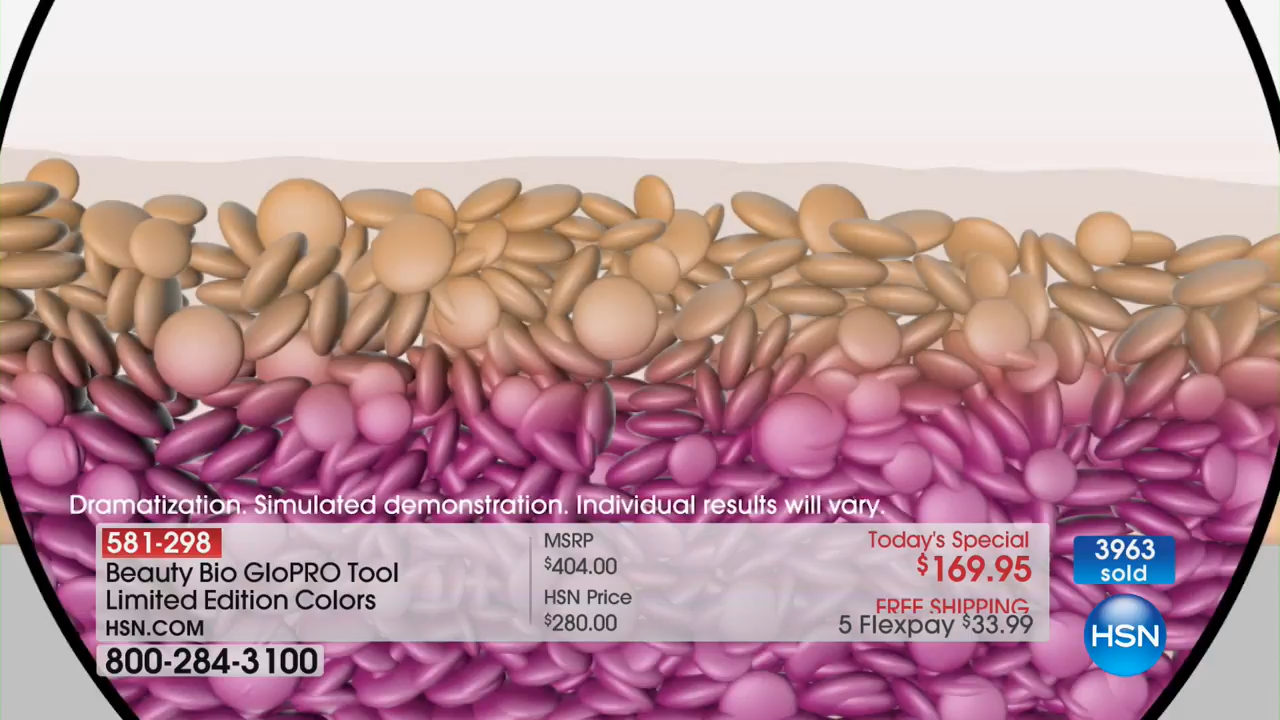 Dramatization. Simulated demonstration. Individual results will vary.
581-298
Beauty Bio GloPRO Tool
Limited Edition Colors
HSN.COM
800-284-3100
MSRP
$404.00
HSN Price
$280.00
Today's Special
$169.95
FREE SHIPPING
5 Flexpay $33.99
3963
sold
HSN